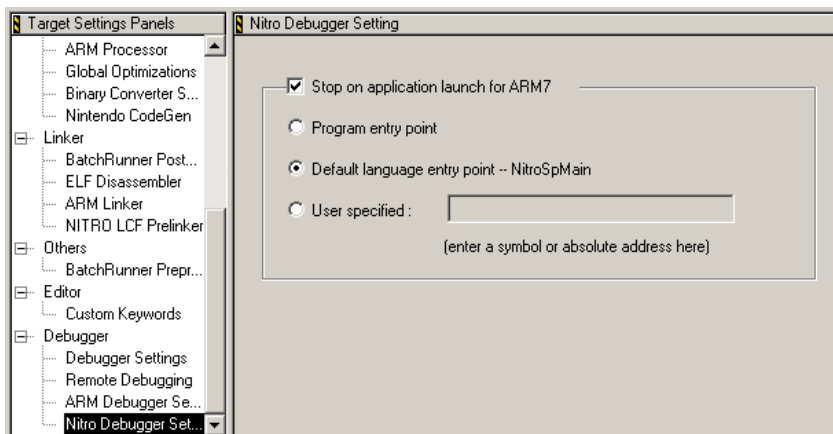 Target Settings Panels
ARM Processor
Global Optimizations
Binary Converter S...
Nintendo CodeGen
Linker
BatchRunner Post...
ELF Disassembler
ARM Linker
NITRO LCF Prelinker
Others
BatchRunner Prepr...
Editor
Custom Keywords
Debugger
Debugger Settings
Remote Debugging
ARM Debugger Se...
Nitro Debugger Set...
Nitro Debugger Setting
Stop on application launch for ARM7
Program entry point
Default language entry point -- NitroSpMain
User specified :
(enter a symbol or absolute address here)